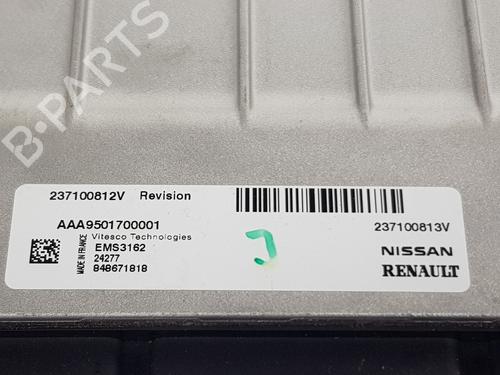 B-PARTS
237100812V Revision
AAA9501700001
Vitesco Technologies
EMS3162
24277
848671818
MADE IN FRANCE
237100813V
NISSAN
RENAULT